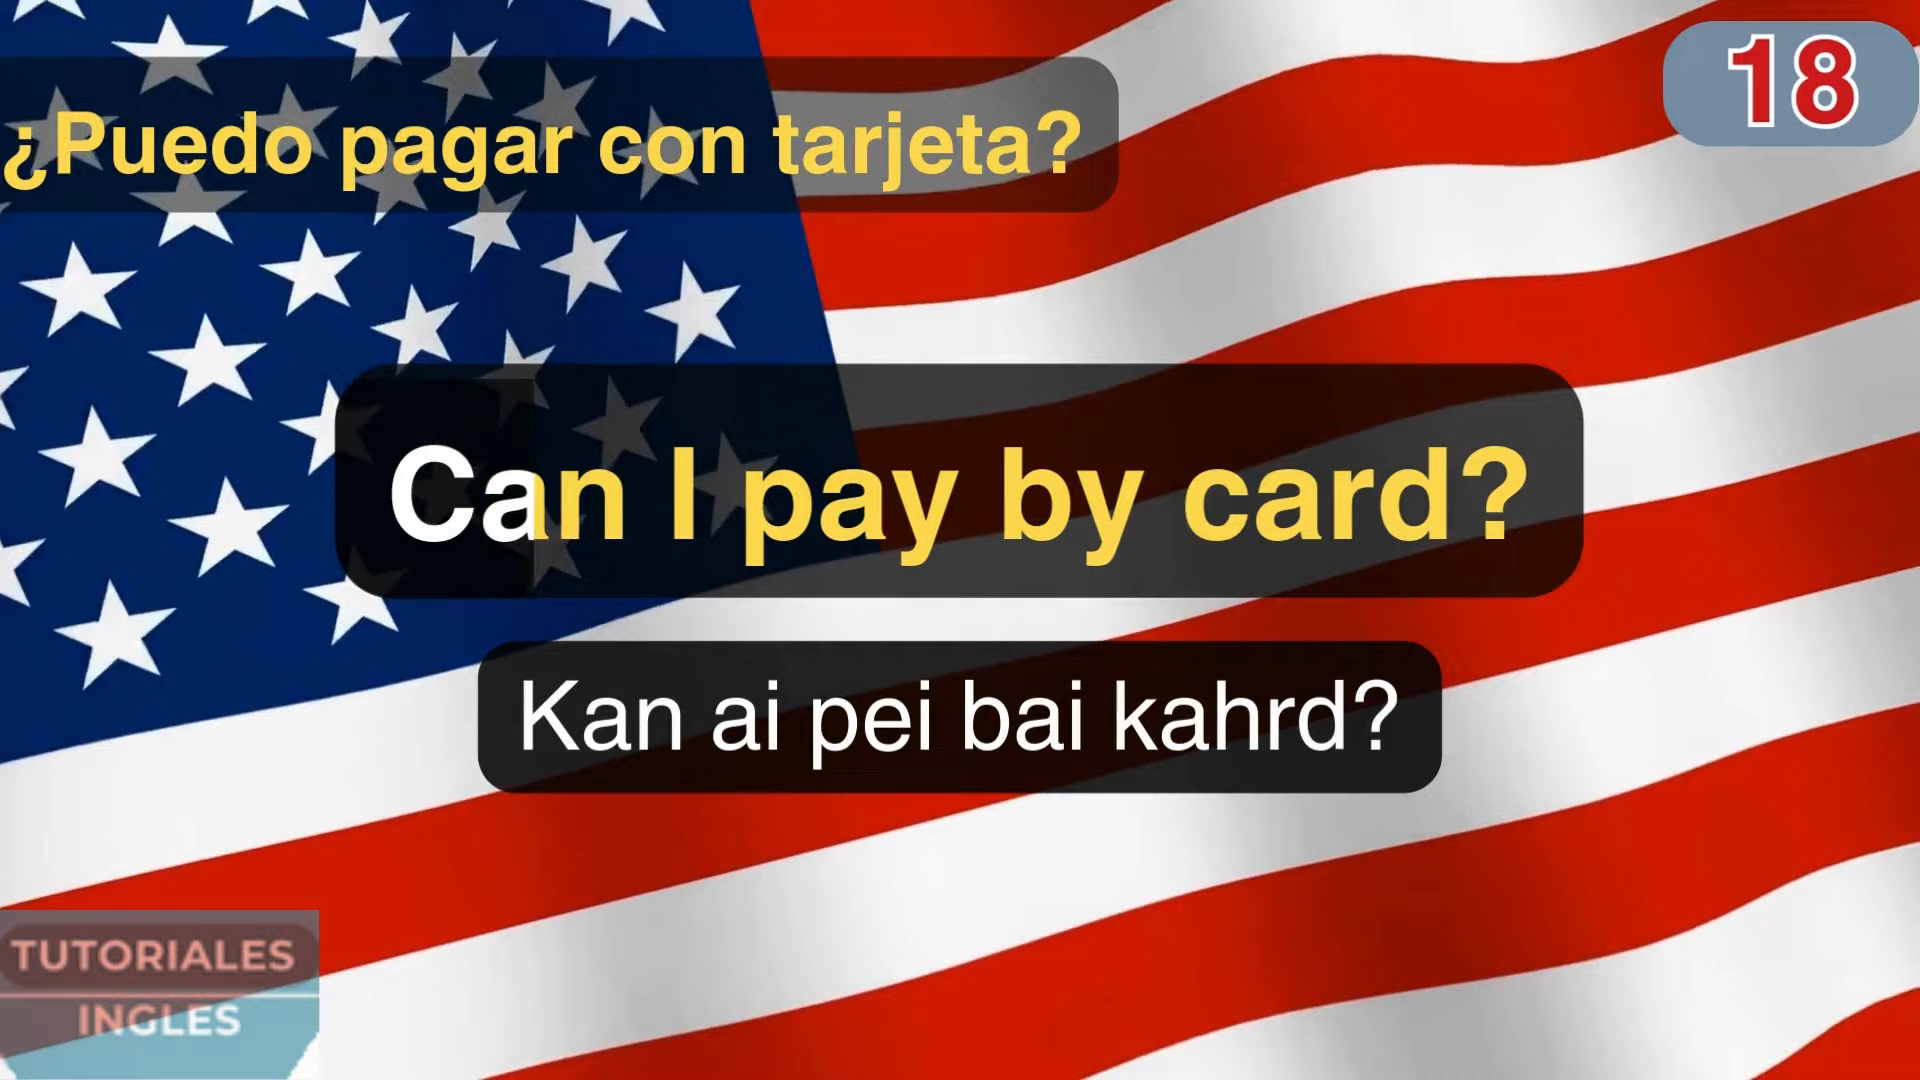 18
¿Puedo pagar con tarjeta?
Can I pay by card?
Kan ai pei bai kahrd?
TUTORIALES
INGLES